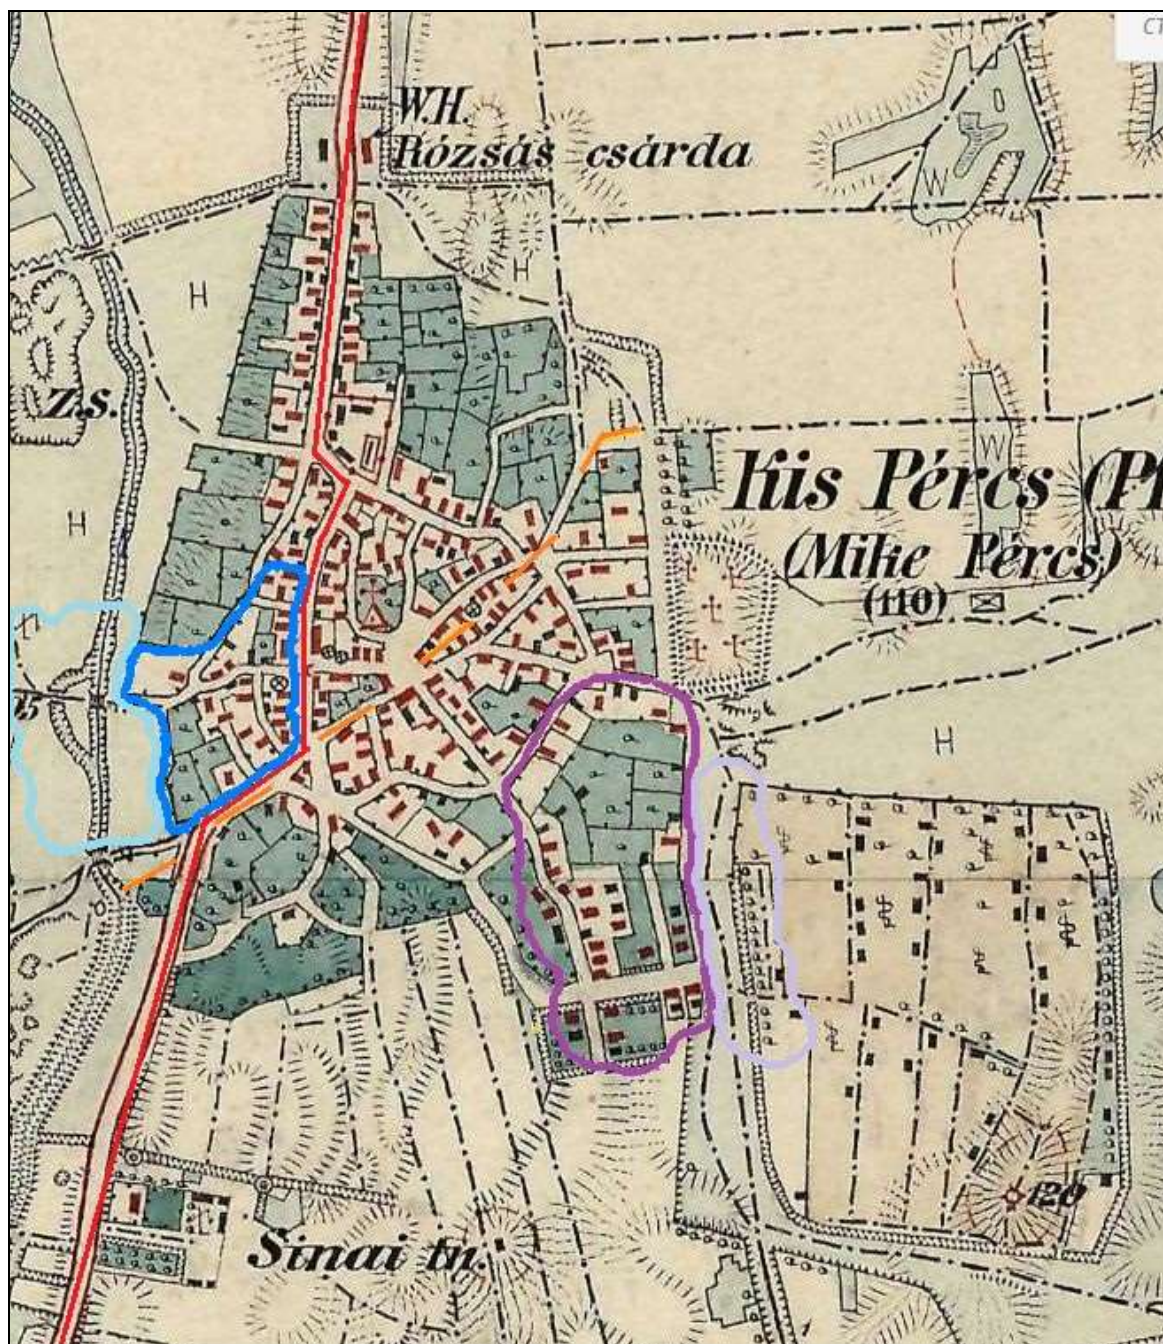 W.H.
Rózsás csárda
W
H
H
Z.S.
W
H
Kis Pércs
(Mike Pércs)
(110)
H
120
Sinai tn.